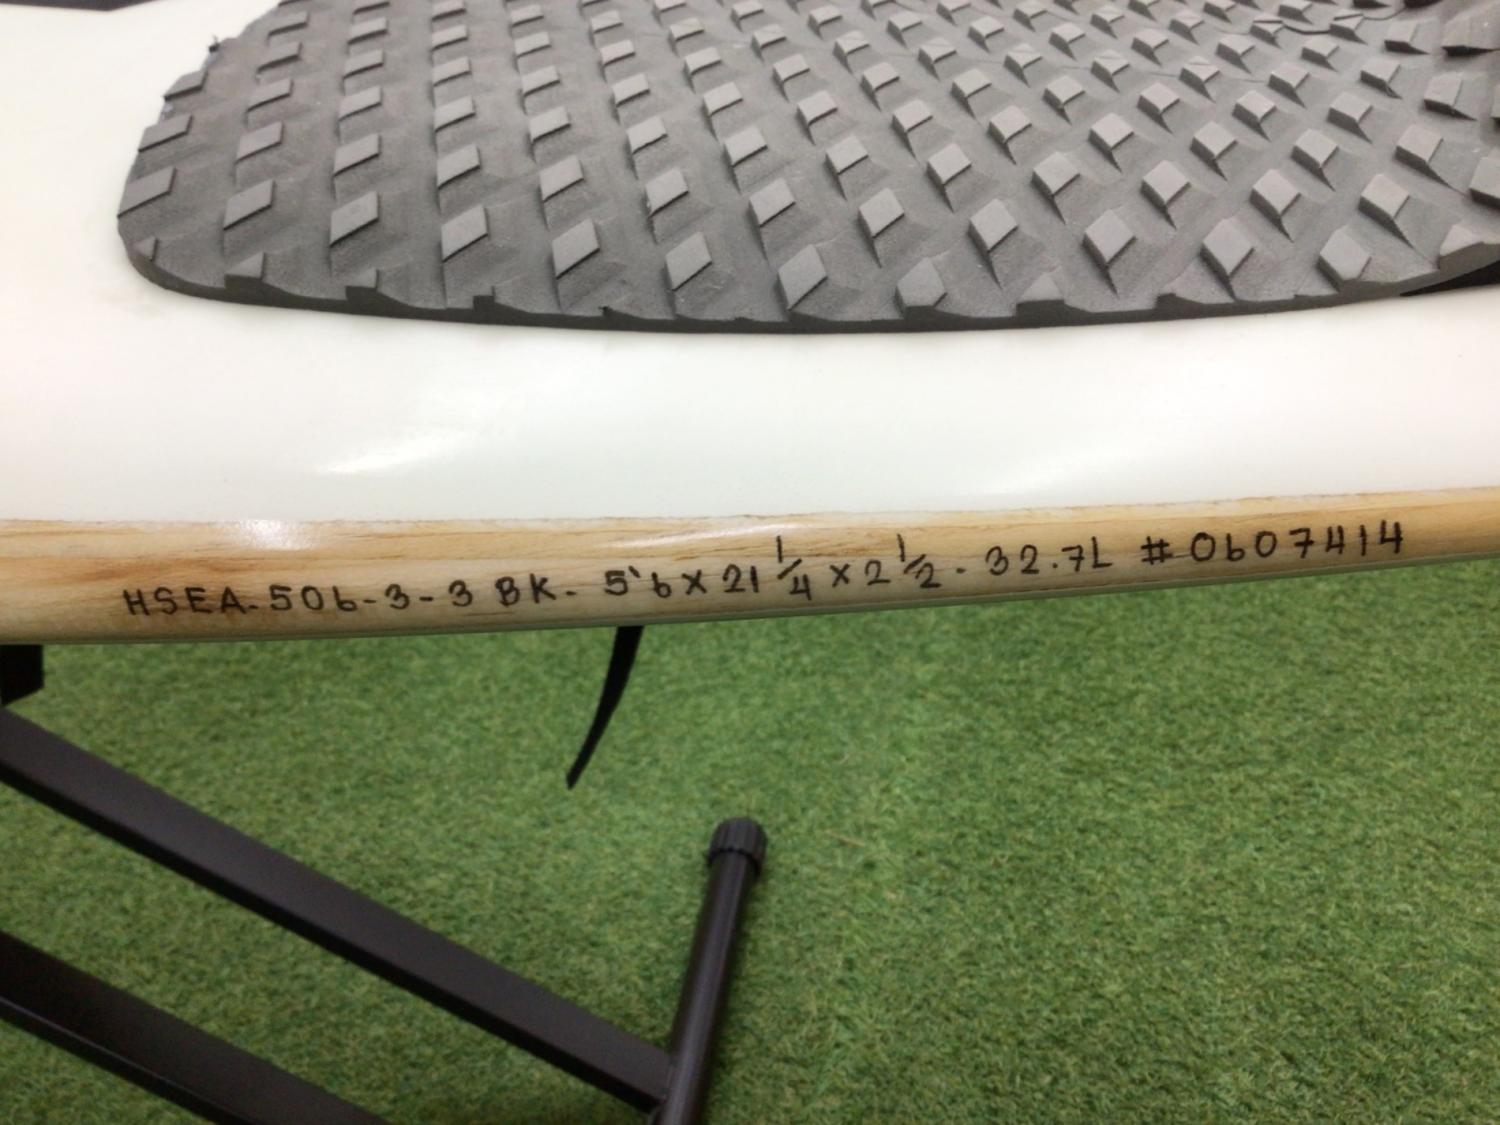 HSEA-506-3-3 BK- 5'6 x 21 1/4 x 2 1/2 - 32.7L #0607414